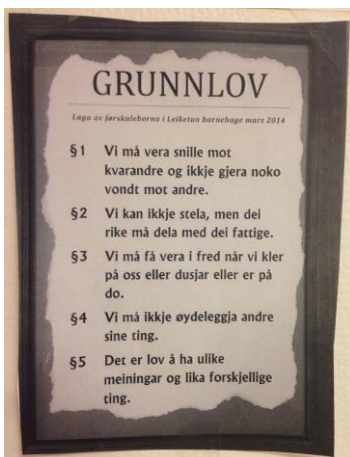 GRUNNLOV
Laga av førskuleborna i Leiketun barnehage mars 2014
§1 Vi må vera snille mot
kvarandre og ikkje gjera noko
vondt mot andre.
§2 Vi kan ikkje stela, men dei
rike må dela med dei fattige.
§3 Vi må få vera i fred når vi kler
på oss eller dusjar eller er på
do.
§4 Vi må ikkje øydeleggja andre
sine ting.
§5 Det er lov å ha ulike
meiningar og lika forskjellige
ting.